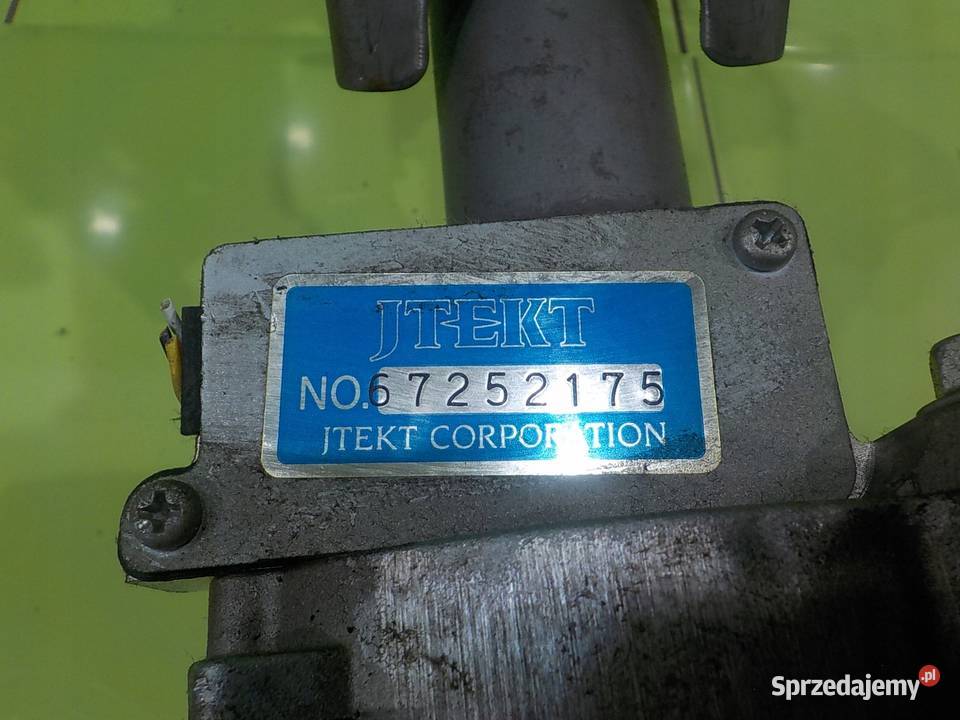 JTEKT
NO.67252175
JTEKT CORPORATION
Sprzedajemy.pl